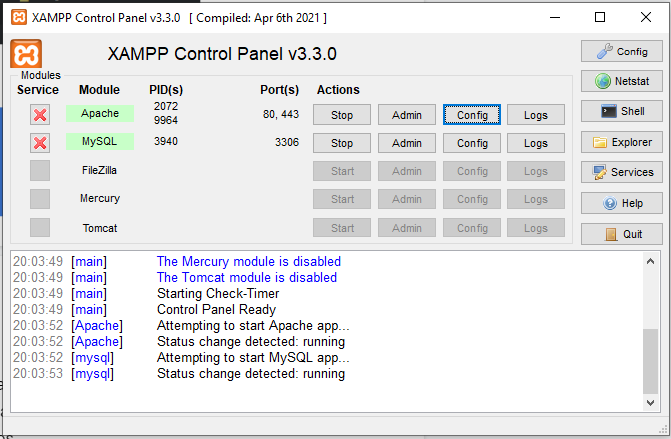 XAMPP Control Panel v3.3.0 [ Compiled: Apr 6th 2021 ]
XAMPP Control Panel v3.3.0
Config
Modules
Service Module PID(s) Port(s) Actions
Netstat
Apache 2072 9964 80, 443 Stop Admin Config Logs
Shell
MySQL 3940 3306 Stop Admin Config Logs
Explorer
FileZilla Start Admin Config Logs
Services
Mercury Start Admin Config Logs
Help
Tomcat Start Admin Config Logs
Quit
20:03:49 [main] The Mercury module is disabled
20:03:49 [main] The Tomcat module is disabled
20:03:49 [main] Starting Check-Timer
20:03:49 [main] Control Panel Ready
20:03:52 [Apache] Attempting to start Apache app...
20:03:52 [Apache] Status change detected: running
20:03:52 [mysql] Attempting to start MySQL app...
20:03:53 [mysql] Status change detected: running